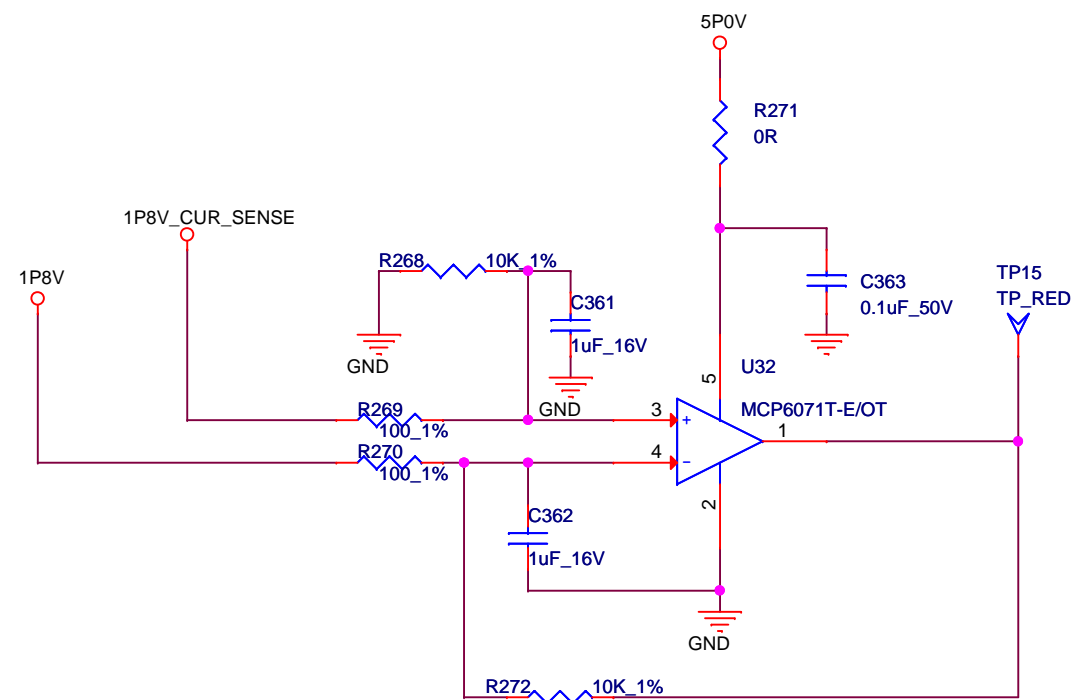 5P0V
R271
0R
1P8V_CUR_SENSE
1P8V
R268 10K_1%
C361
1uF_16V
GND
GND
C363
0.1uF_50V
TP15
TP_RED
U32
MCP6071T-E/OT
5
3
+
1
4
-
2
R269
100_1%
R270
100_1%
C362
1uF_16V
GND
R272 10K_1%